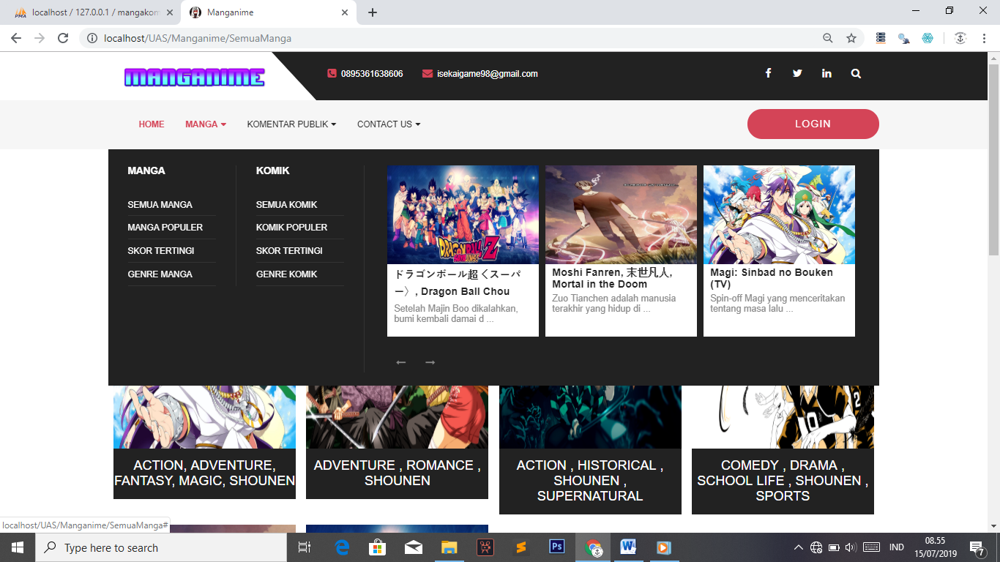 localhost / 127.0.0.1 / mangakom
Manganime
localhost/UAS/Manganime/SemuaManga
MANGANIME
0895361638606
isekaigame98@gmail.com
HOME
MANGA
KOMENTAR PUBLIK
CONTACT US
LOGIN
MANGA
SEMUA MANGA
MANGA POPULER
SKOR TERTINGI
GENRE MANGA
KOMIK
SEMUA KOMIK
KOMIK POPULER
SKOR TERTINGI
GENRE KOMIK
DRAGONBALL Z
ドラゴンボール超〈スーパ
ー〉, Dragon Ball Chou
Setelah Majin Boo dikalahkan,
bumi kembali damai d ...
Moshi Fanren, 末世凡人,
Mortal in the Doom
Zuo Tianchen adalah manusia
terakhir yang hidup di ...
Magi: Sinbad no Bouken
(TV)
Spin-off Magi yang menceritakan
tentang masa lalu ...
ACTION, ADVENTURE,
FANTASY, MAGIC, SHOUNEN
ADVENTURE , ROMANCE ,
SHOUNEN
ACTION , HISTORICAL ,
SHOUNEN ,
SUPERNATURAL
10
2
COMEDY , DRAMA ,
SCHOOL LIFE , SHOUNEN ,
SPORTS
localhost/UAS/Manganime/SemuaManga#
Type here to search
IND
08.55
15/07/2019
7